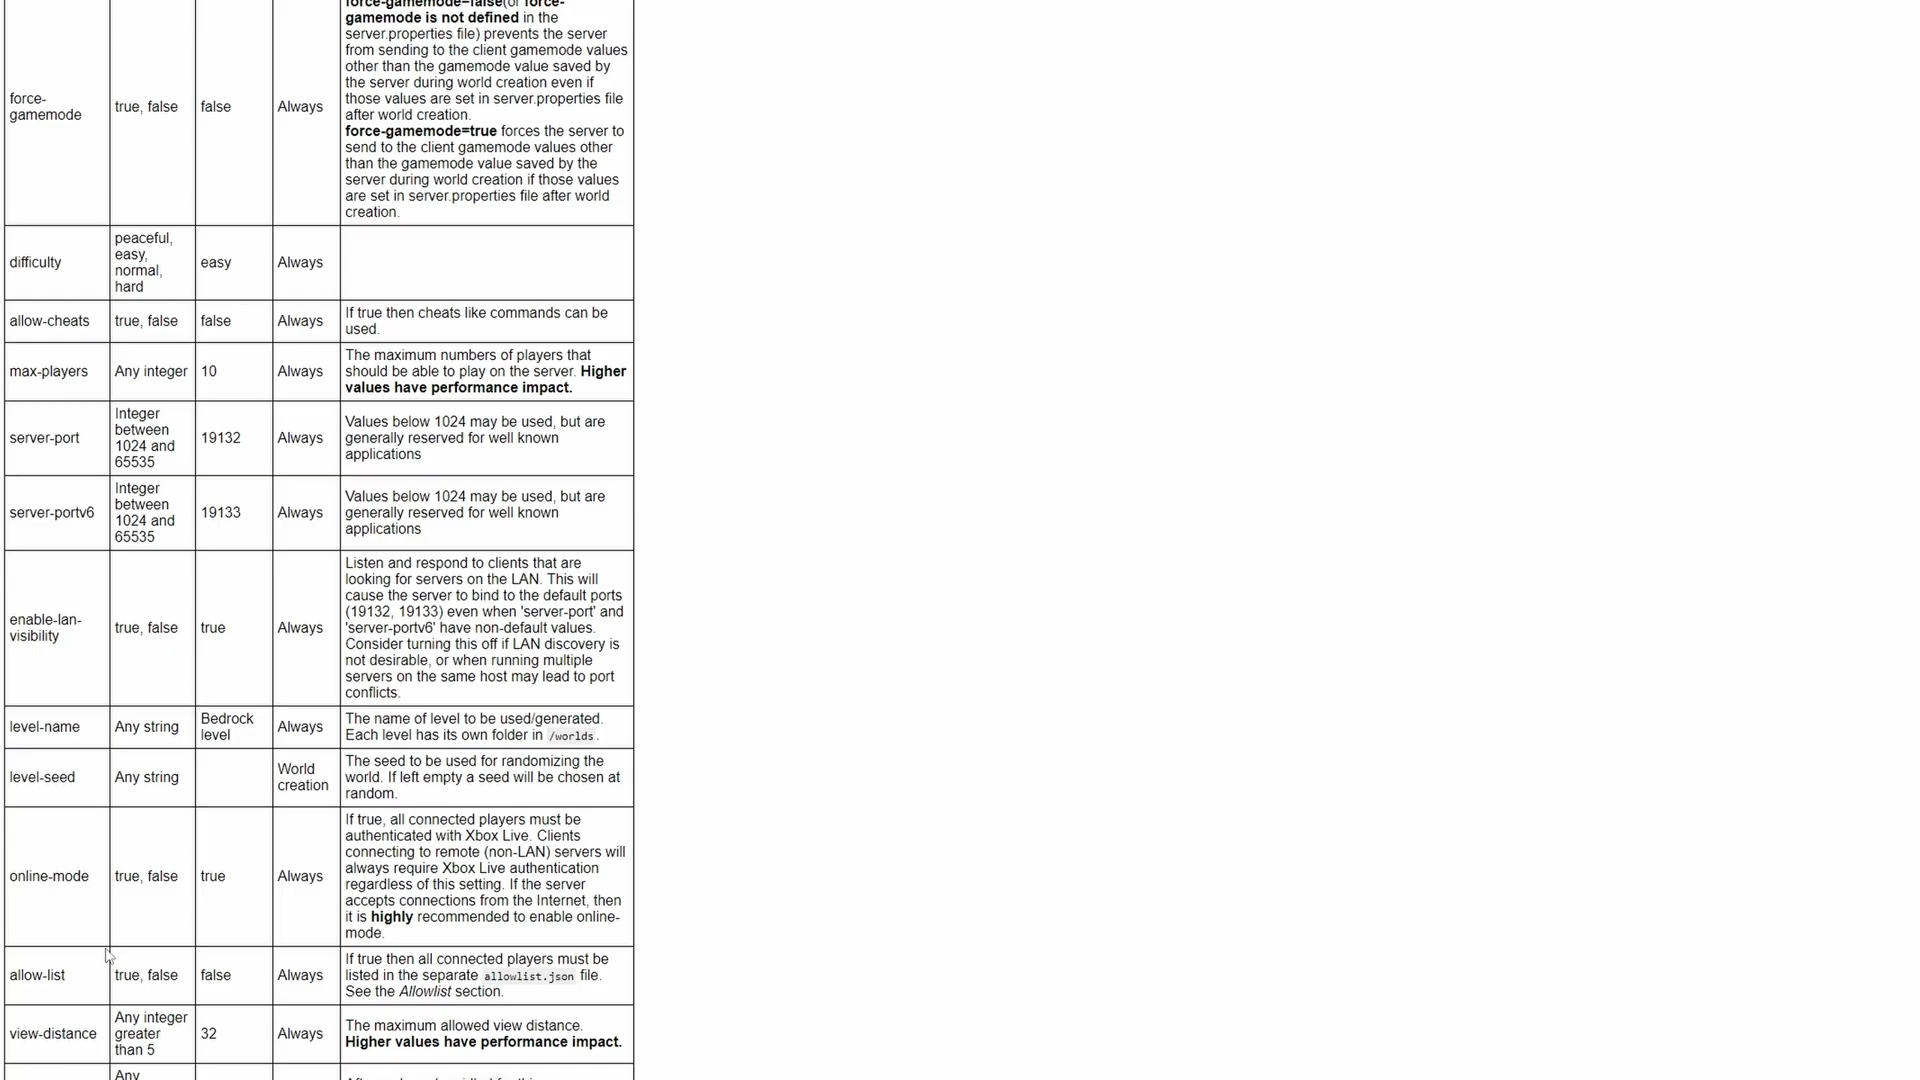 force-gamemode=false(or force-
gamemode is not defined in the
server.properties file) prevents the server
from sending to the client gamemode values
other than the gamemode value saved by
the server during world creation even if
those values are set in server.properties file
after world creation.
force-gamemode=true forces the server to
send to the client gamemode values other
than the gamemode value saved by the
server during world creation if those values
are set in server.properties file after world
creation.
force-
gamemode
true, false
false
Always
difficulty
peaceful,
easy,
normal,
hard
easy
Always
allow-cheats
true, false
false
Always
If true then cheats like commands can be
used.
max-players
Any integer
10
Always
The maximum numbers of players that
should be able to play on the server. Higher
values have performance impact.
server-port
Integer
between
1024 and
65535
19132
Always
Values below 1024 may be used, but are
generally reserved for well known
applications
server-portv6
Integer
between
1024 and
65535
19133
Always
Values below 1024 may be used, but are
generally reserved for well known
applications
enable-lan-
visibility
true, false
true
Always
Listen and respond to clients that are
looking for servers on the LAN. This will
cause the server to bind to the default ports
(19132, 19133) even when 'server-port' and
'server-portv6' have non-default values.
Consider turning this off if LAN discovery is
not desirable, or when running multiple
servers on the same host may lead to port
conflicts.
level-name
Any string
Bedrock
level
Always
The name of level to be used/generated.
Each level has its own folder in /worlds.
level-seed
Any string
World
creation
The seed to be used for randomizing the
world. If left empty a seed will be chosen at
random.
online-mode
true, false
true
Always
If true, all connected players must be
authenticated with Xbox Live. Clients
connecting to remote (non-LAN) servers will
always require Xbox Live authentication
regardless of this setting. If the server
accepts connections from the Internet, then
it is highly recommended to enable online-
mode.
allow-list
true, false
false
Always
If true then all connected players must be
listed in the separate allowlist.json file.
See the Allowlist section.
view-distance
Any integer
greater
than 5
32
Always
The maximum allowed view distance.
Higher values have performance impact.
Any